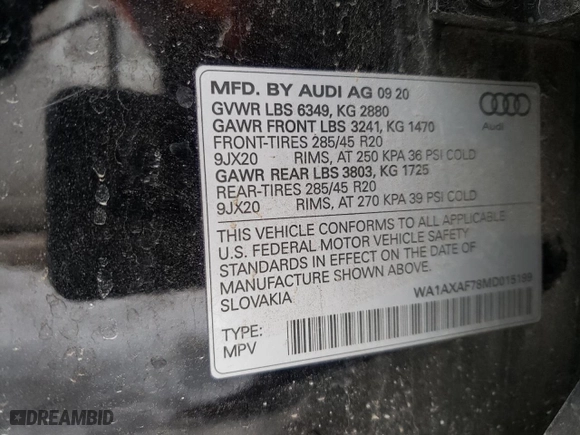 MFD. BY AUDI AG 09 20
GVWR LBS 6349, KG 2880
GAWR FRONT LBS 3241, KG 1470
FRONT-TIRES 285/45 R20
9JX20 RIMS, AT 250 KPA 36 PSI COLD
GAWR REAR LBS 3803, KG 1725
REAR-TIRES 285/45 R20
9JX20 RIMS, AT 270 KPA 39 PSI COLD
Audi
THIS VEHICLE CONFORMS TO ALL APPLICABLE
U.S. FEDERAL MOTOR VEHICLE SAFETY
STANDARDS IN EFFECT ON THE DATE OF
MANUFACTURE SHOWN ABOVE.
SLOVAKIA
TYPE:
MPV
DREAMBID